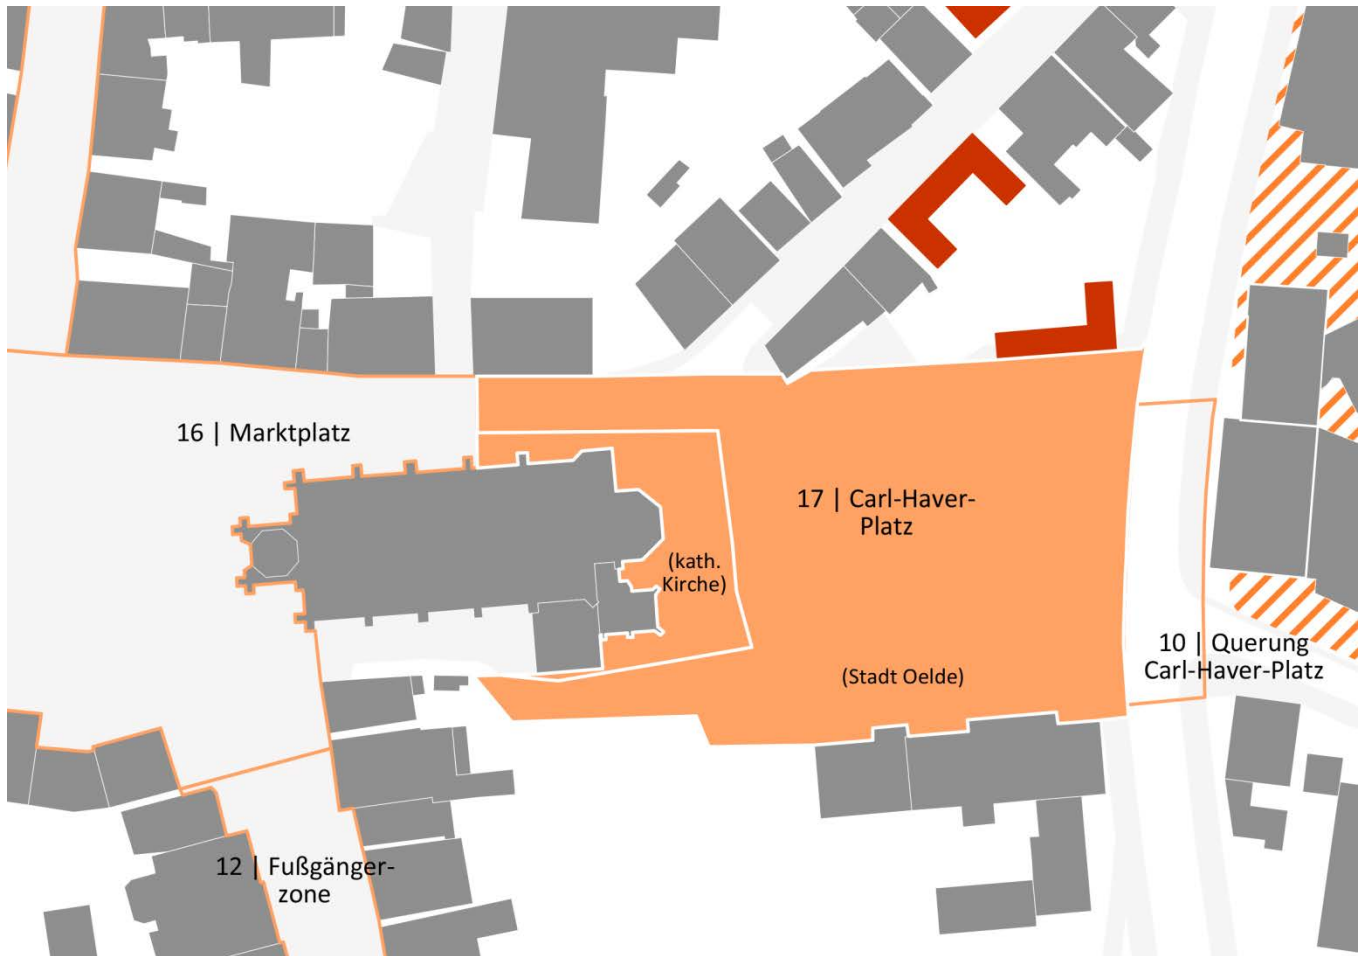 16 | Marktplatz
17 | Carl-Haver-
Platz
(kath.
Kirche)
(Stadt Oelde)
10 | Querung
Carl-Haver-Platz
12 | Fußgänger-
zone